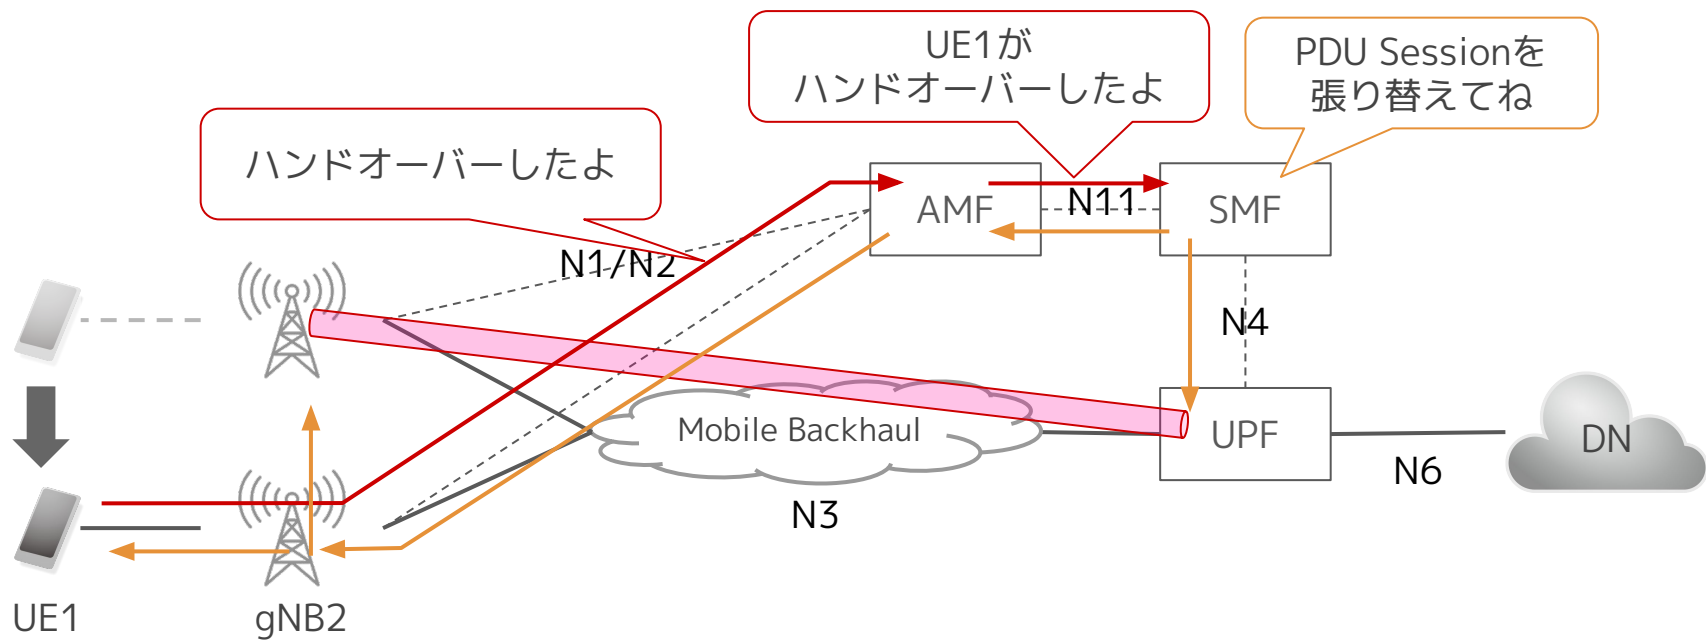 UE1が
ハンドオーバーしたよ
PDU Sessionを
張り替えてね
ハンドオーバーしたよ
AMF
N11
SMF
N1/N2
N4
Mobile Backhaul
UPF
DN
N6
N3
UE1
gNB2